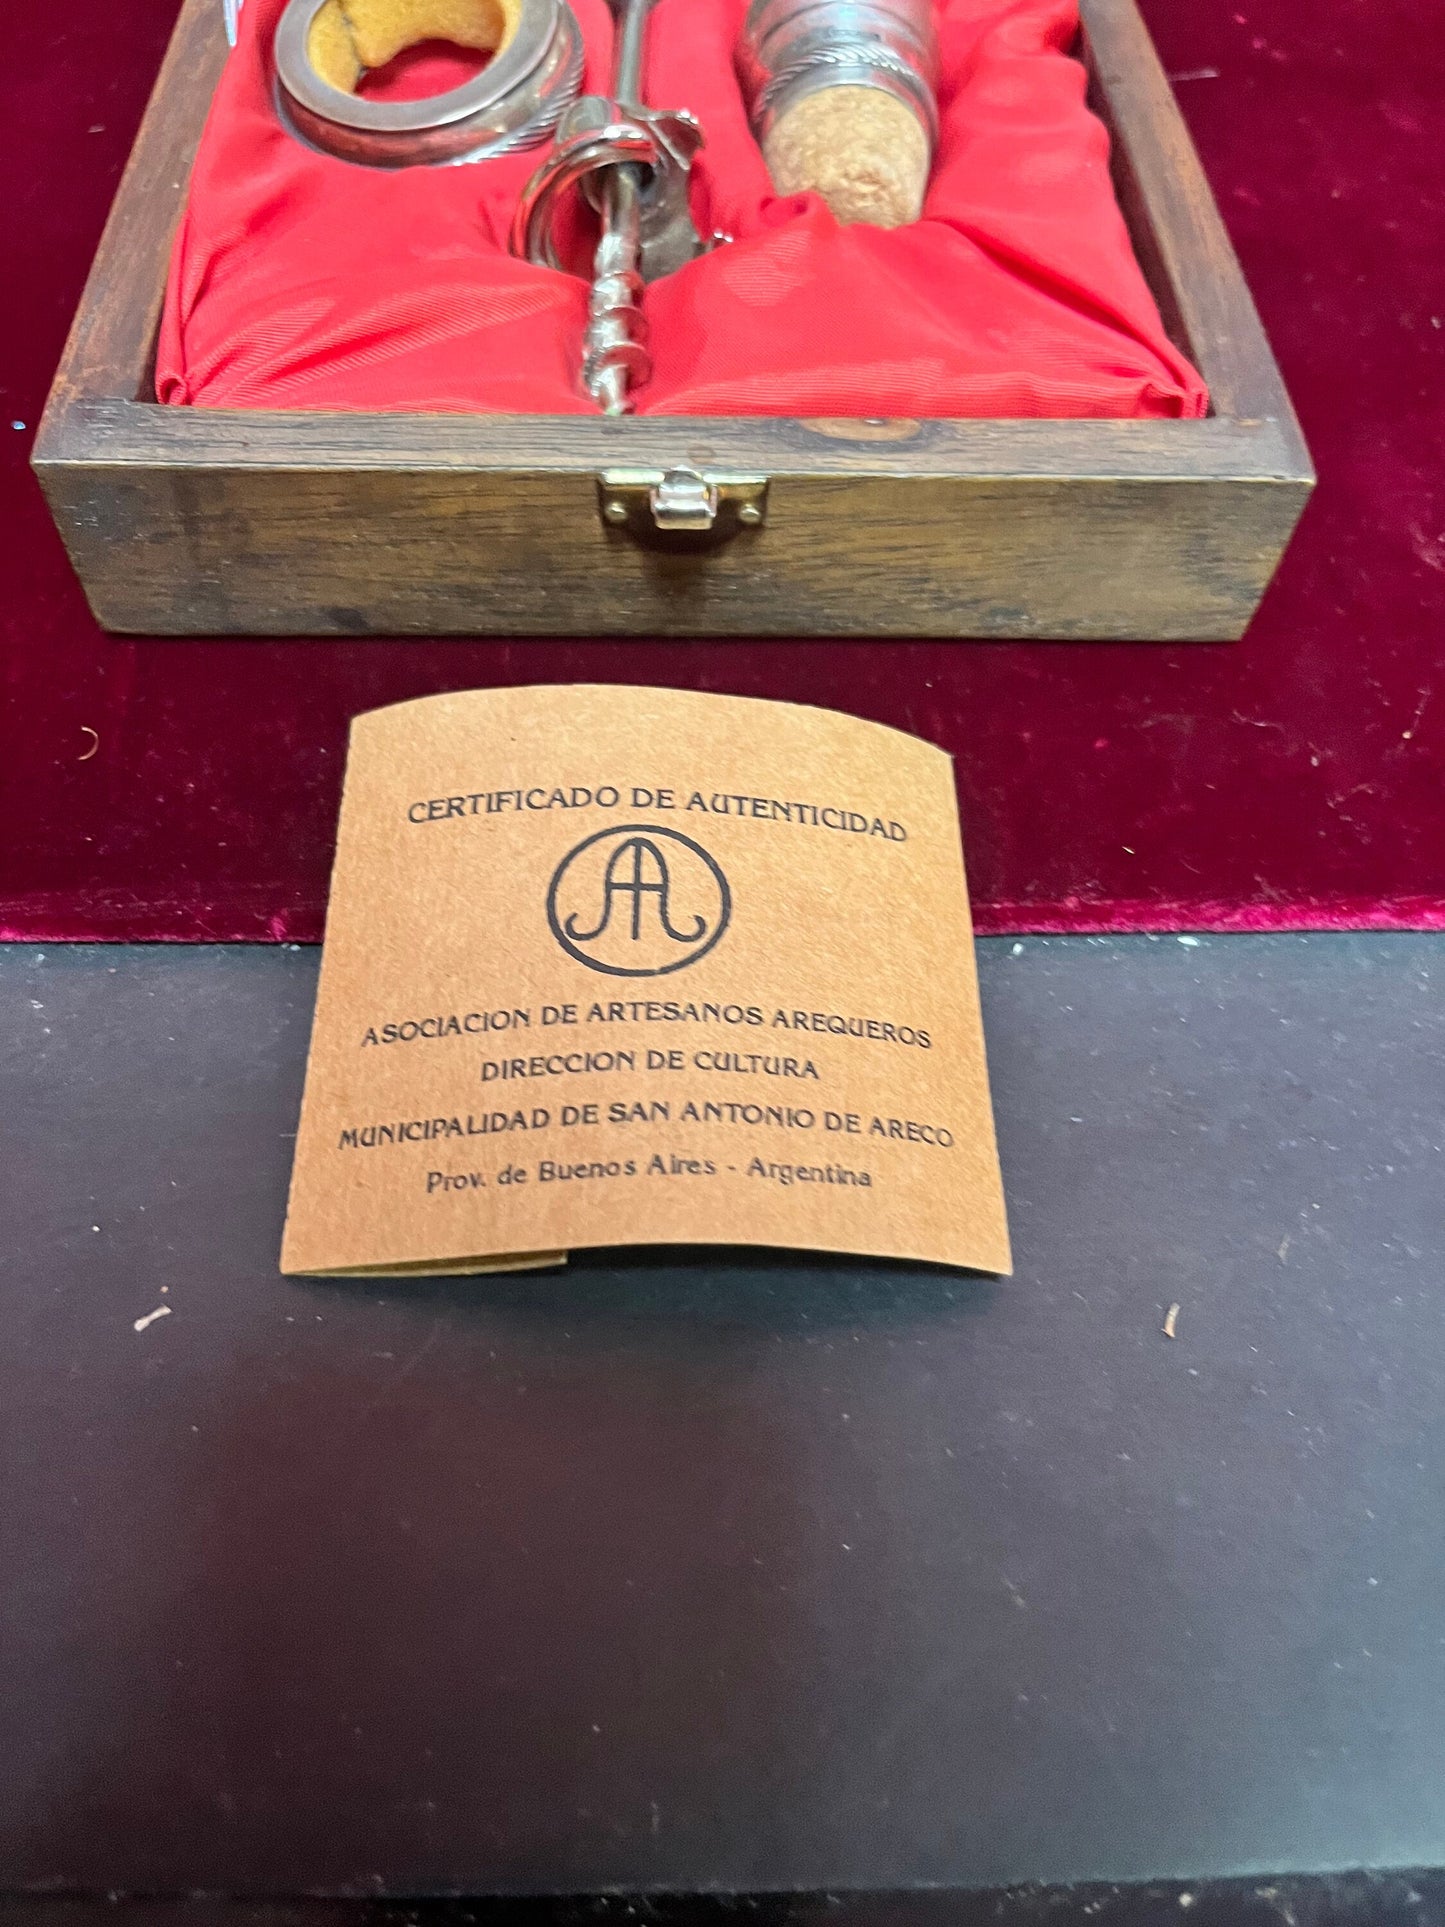 CERTIFICADO DE AUTENTICIDAD
ASOCIACION DE ARTESANOS AREQUEROS
DIRECCION DE CULTURA
MUNICIPALIDAD DE SAN ANTONIO DE ARECO
Prov. de Buenos Aires - Argentina